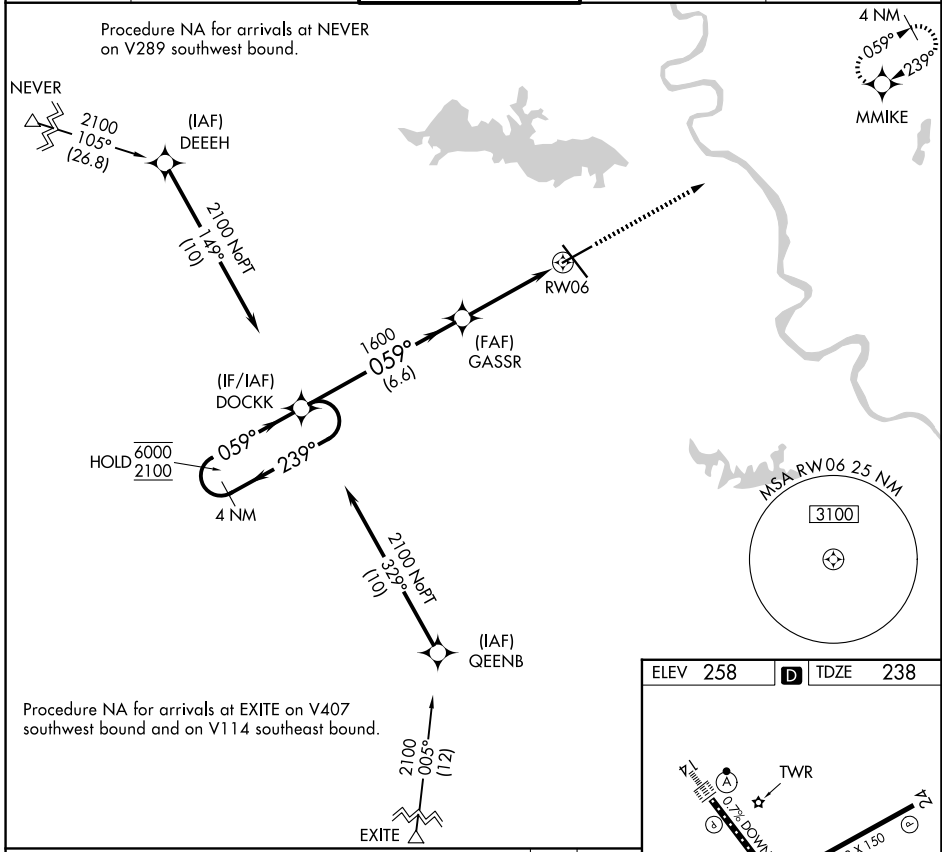 Procedure NA for arrivals at NEVER
on V289 southwest bound.
4 NM
059°
239°
MMIKE
NEVER
2100
105°
(26.8)
(IAF)
DEEEH
2100 NoPT
149°
(10)
RW06
1600
059°
(6.6)
(FAF)
GASSR
(IF/IAF)
DOCKK
HOLD 6000
2100
059°
239°
4 NM
MSA RW06 25 NM
3100
2100 NoPT
329°
(10)
(IAF)
QEENB
Procedure NA for arrivals at EXITE on V407
southwest bound and on V114 southeast bound.
2100
005°
(12)
EXITE
ELEV 258 D TDZE 238
TWR
14
A
P
0.7% DOWN
24
P
X 150